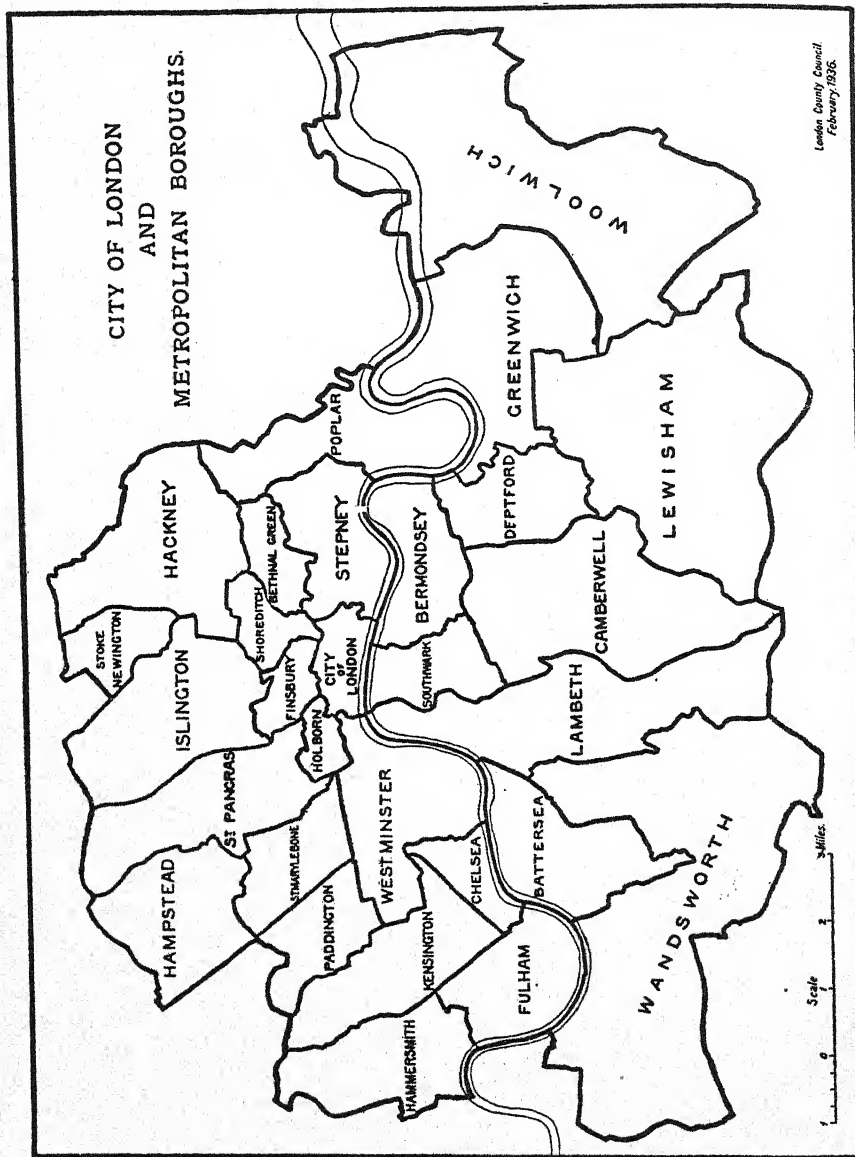 CITY OF LONDON
AND
METROPOLITAN BOROUGHS.
HAMPSTEAD
ST PANCRAS
ISLINGTON
STOKE
NEWINGTON
HACKNEY
ST MARYLEBONE
PADDINGTON
HOLBORN
FINSBURY
SHOREDITCH
BETHNAL GREEN
POPLAR
HAMMERSMITH
KENSINGTON
WESTMINSTER
CITY
OF
LONDON
STEPNEY
FULHAM
CHELSEA
BATTERSEA
SOUTHWARK
BERMONDSEY
DEPTFORD
GREENWICH
WOOLWICH
WANDSWORTH
LAMBETH
CAMBERWELL
LEWISHAM
Scale
1 0 1 2 3 Miles.
London County Council.
February, 1936.